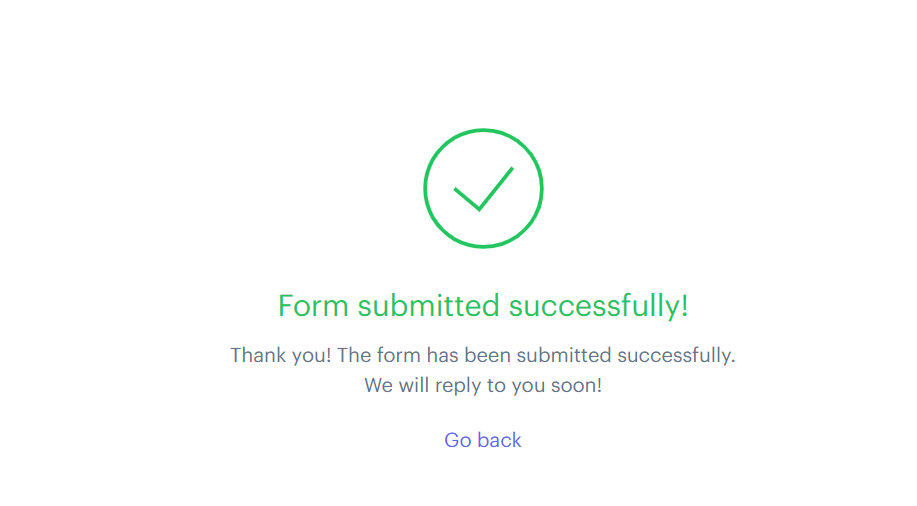 Form submitted successfully!
Thank you! The form has been submitted successfully.
We will reply to you soon!
Go back